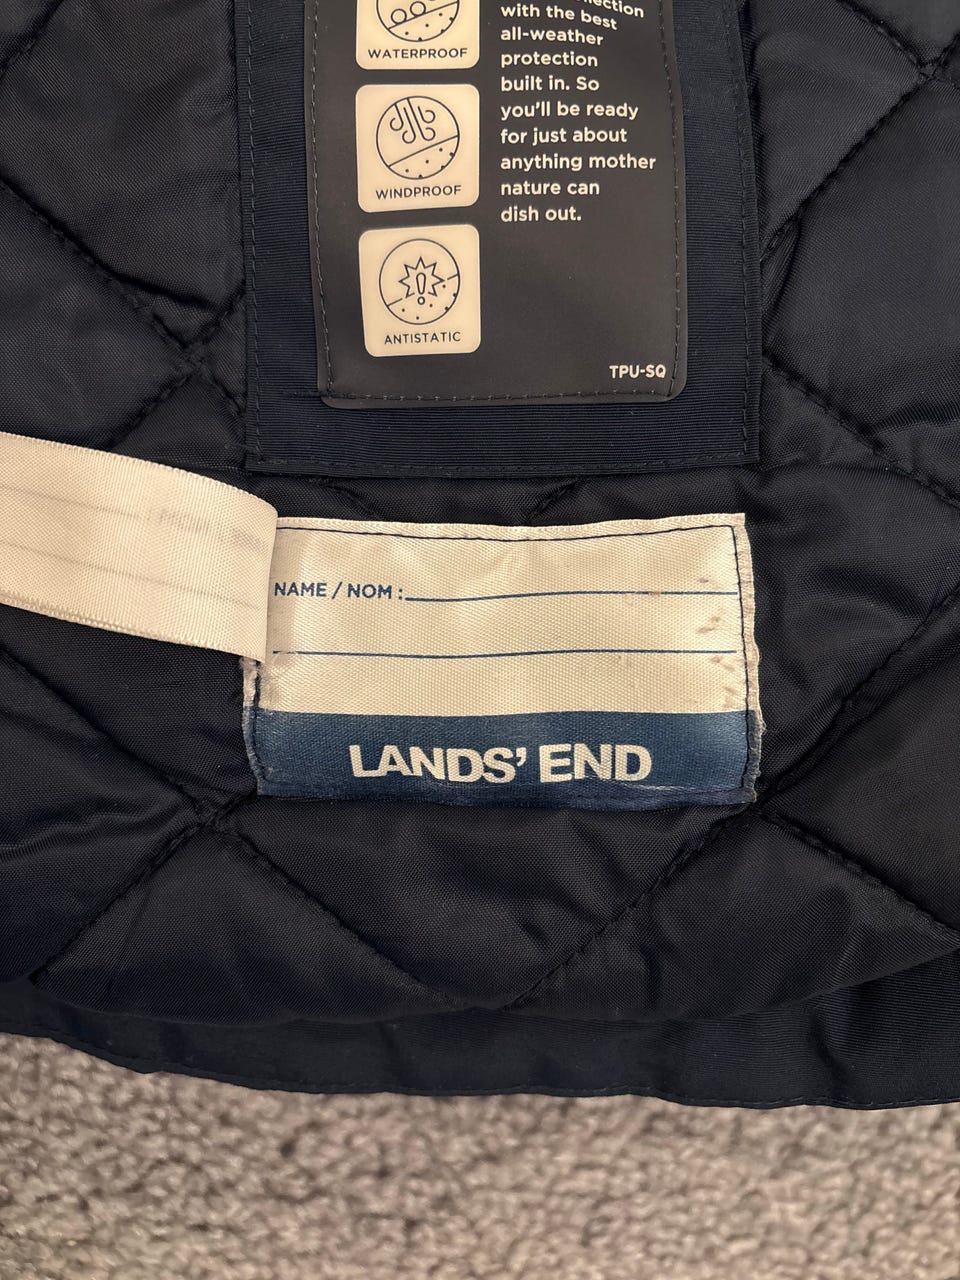 with the best
all-weather
protection
built in. So
you'll be ready
for just about
anything mother
nature can
dish out.
WATERPROOF
WINDPROOF
ANTISTATIC
TPU-SQ
NAME / NOM :
LANDS' END